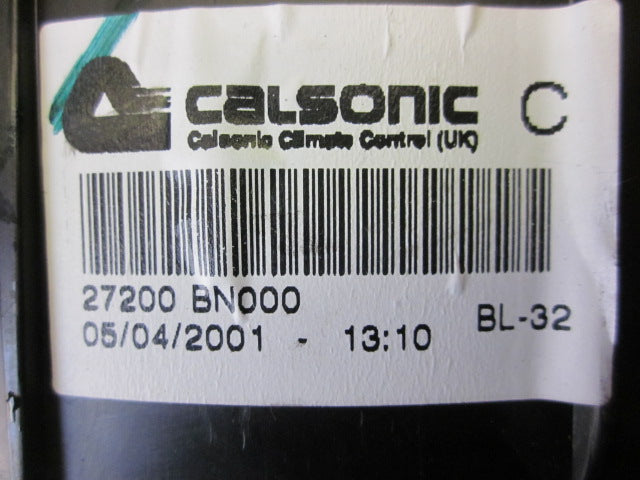 CALSONIC C
Calsonic Climate Control (UK)
27200 BN000
05/04/2001 - 13:10 BL-32